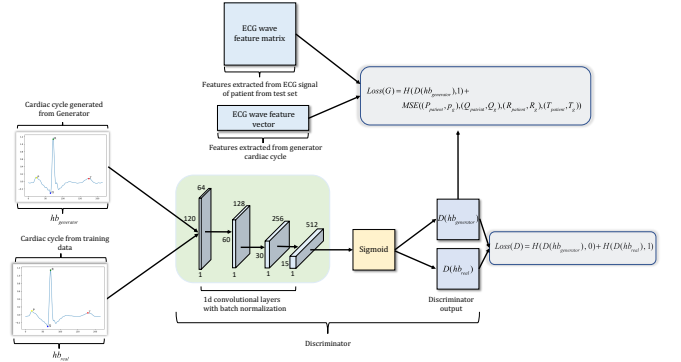 ECG wave
feature matrix
Features extracted from ECG signal
of patient from test set
ECG wave feature
vector
Features extracted from generator
cardiac cycle
Loss(G) = H(D(hb_generator),1)+
MSE((P_patient, p_g),(Q_patrint, Q_g),(R_patient, R_g),(T_patient, T_g))
Cardiac cycle generated
from Generator
hb_generator
Cardiac cycle from training
data
hb_real
64
120
1
128
60
1
256
30
1
512
15
1
1d convolutional layers
with batch normalization
Sigmoid
D(hb_generator)
D(hb_real)
Discriminator
output
Discriminator
Loss(D) = H(D(hb_generator), 0) + H(D(hb_real), 1)